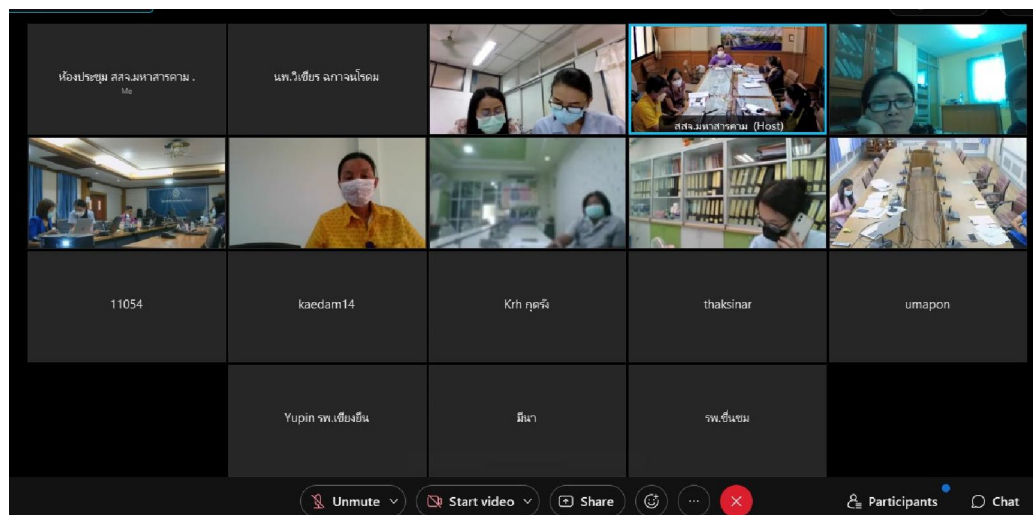 ห้องประชุม สสจ.มหาสารคาม .
Me
นพ.วิเชียร ฉกาจนโรดม
สสจ.มหาสารคาม (Host)
11054
kaedam14
Krh กุดรัง
thaksinar
umapon
Yupin รพ.เชียงยืน
มีนา
รพ.ชื่นชม
Unmute
Start video
Share
Participants
Chat